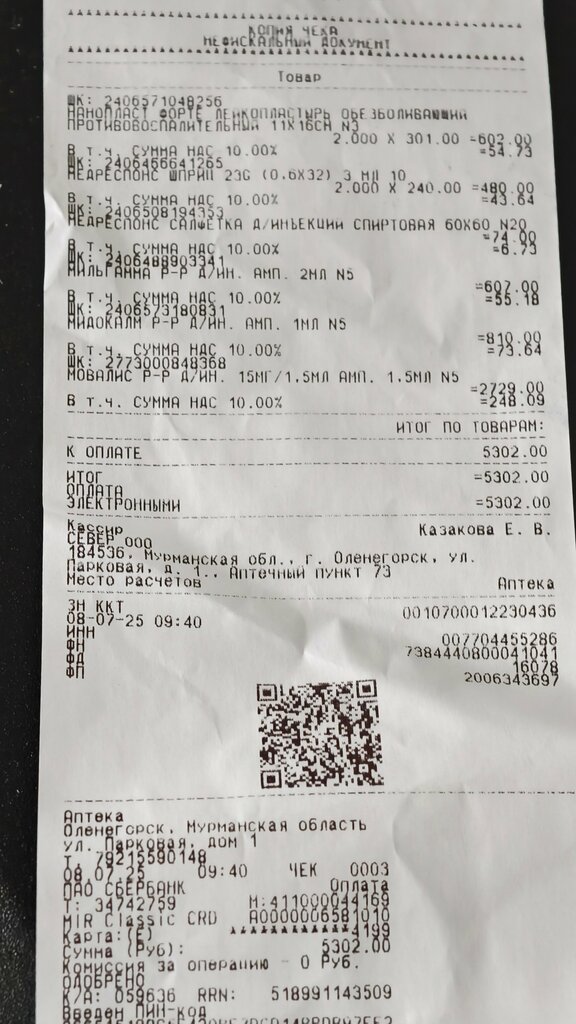 КОПИЯ ЧЕКА
НЕФИСКАЛЬНЫЙ ДОКУМЕНТ
Товар
ШК: 2406571048256
НАНОПЛАСТ ФОРТЕ ЛЕЙКОПЛАСТЫРЬ ОБЕЗБОЛИВАЮЩИЙ
ПРОТИВОВОСПАЛИТЕЛЬНЫЙ 11X16СМ N3
2.000 X 301.00 =602.00
В т.ч. СУММА НДС 10.00% =54.73
ШК: 2406466641265
МЕДРЕСПОНС ШПРИЦ 23G (0.6X32) 3 МЛ 10
2.000 X 240.00 =480.00
В т.ч. СУММА НДС 10.00% =43.64
ШК: 2406508194353
МЕДРЕСПОНС САЛФЕТКА Д/ИНЪЕКЦИИ СПИРТОВАЯ 60X60 N20
=74.00
В т.ч. СУММА НДС 10.00% =6.73
ШК: 2406488903341
МИЛЬГАММА Р-Р Д/ИН. АМП. 2МЛ N5
=607.00
В т.ч. СУММА НДС 10.00% =55.18
ШК: 2406573180831
МИДОКАЛМ Р-Р Д/ИН. АМП. 1МЛ N5
=810.00
В т.ч. СУММА НДС 10.00% =73.64
ШК: 2773000848368
МОВАЛИС Р-Р Д/ИН. 15МГ/1,5МЛ АМП. 1.5МЛ N5
=2729.00
В т.ч. СУММА НДС 10.00% =248.09
ИТОГ ПО ТОВАРАМ:
К ОПЛАТЕ 5302.00
ИТОГ =5302.00
ОПЛАТА
ЭЛЕКТРОННЫМИ =5302.00
Кассир Казакова Е. В.
СЕВЕР ООО
184536, Мурманская обл., г. Оленегорск, ул.
Парковая, д. 1., Аптечный пункт 73
Место расчетов Аптека
ЗН ККТ 0010700012230436
08-07-25 09:40
ИНН 007704455286
ФН 7384440800041041
ФД 16078
ФП 2006343697
Аптека
Оленегорск, Мурманская область
ул. Парковая, дом 1
Т. 79215590148
08.07.25 09:40 ЧЕК 0003
ПАО СБЕРБАНК Оплата
Т: 34742759 М:411000044169
MIR Classic CRD A0000006581010
Карта:(E) ************4199
Сумма (Руб): 5302.00
Комиссия за операцию - 0 Руб.
ОДОБРЕНО
К/А: 059636 RRN: 518991143509
Введен ПИН-КОД